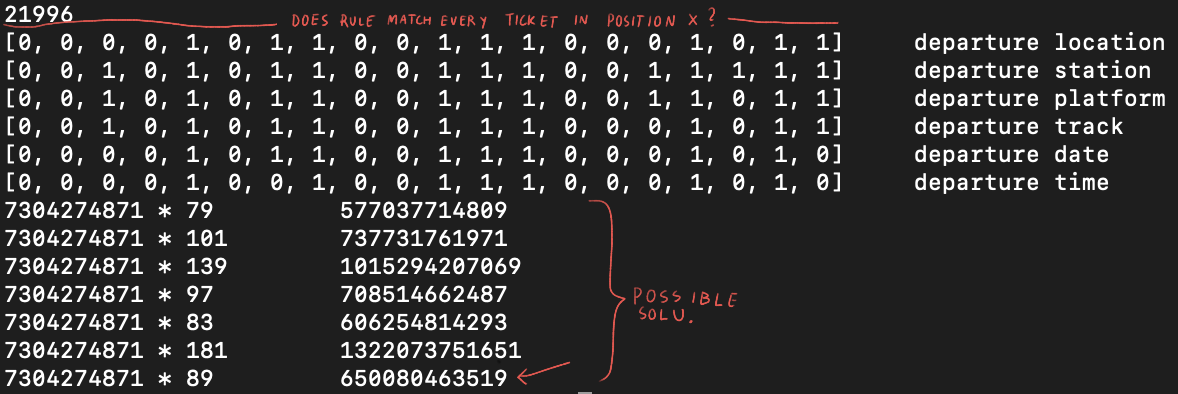 21996
DOES RULE MATCH EVERY TICKET IN POSITION X ?
[0, 0, 0, 0, 1, 0, 1, 1, 0, 0, 1, 1, 1, 0, 0, 0, 1, 0, 1, 1] departure location
[0, 0, 1, 0, 1, 0, 1, 1, 0, 0, 1, 1, 1, 0, 0, 1, 1, 1, 1, 1] departure station
[0, 0, 1, 0, 1, 0, 1, 1, 0, 0, 1, 1, 1, 0, 0, 1, 1, 0, 1, 1] departure platform
[0, 0, 1, 0, 1, 0, 1, 1, 0, 0, 1, 1, 1, 0, 0, 0, 1, 0, 1, 1] departure track
[0, 0, 0, 0, 1, 0, 1, 1, 0, 0, 1, 1, 1, 0, 0, 0, 1, 0, 1, 0] departure date
[0, 0, 0, 0, 1, 0, 0, 1, 0, 0, 1, 1, 1, 0, 0, 0, 1, 0, 1, 0] departure time
7304274871 * 79 577037714809
7304274871 * 101 737731761971
7304274871 * 139 1015294207069
7304274871 * 97 708514662487
7304274871 * 83 606254814293
7304274871 * 181 1322073751651
7304274871 * 89 650080463519
POSSIBLE
SOLU.